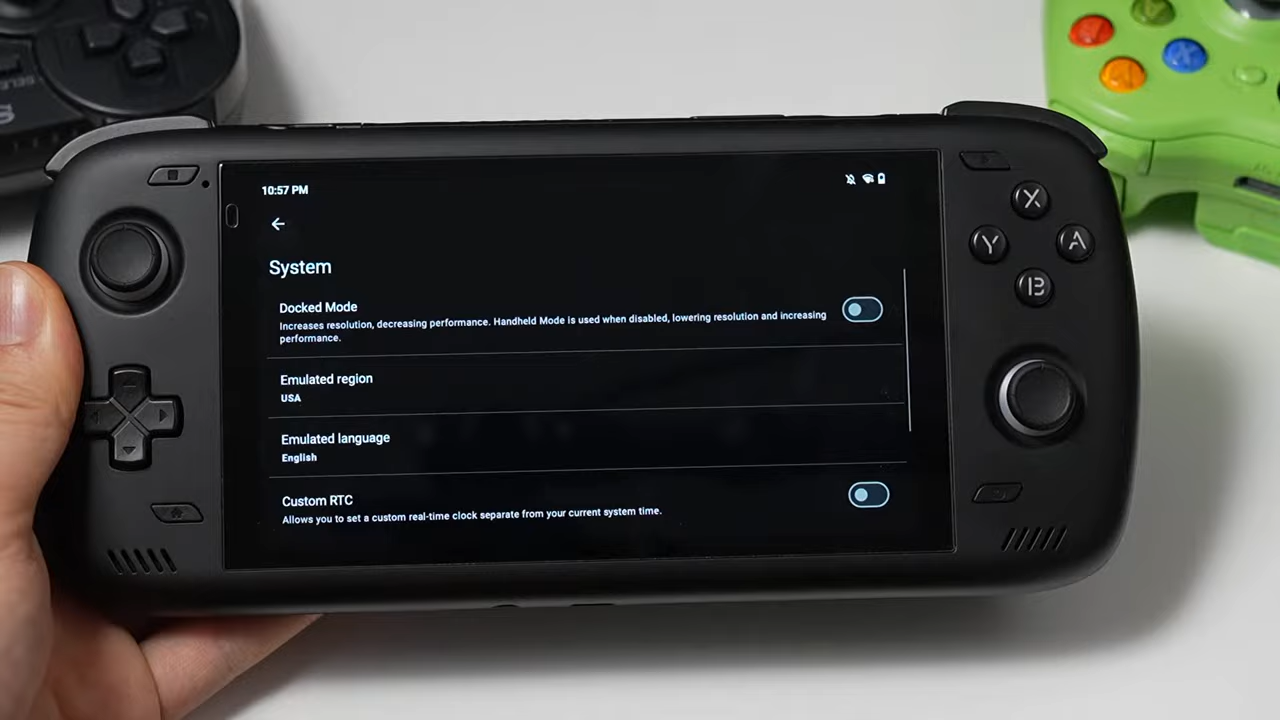 SELE
10:57 PM
System
Docked Mode
Increases resolution, decreasing performance. Handheld Mode is used when disabled, lowering resolution and increasing
performance.
Emulated region
USA
Emulated language
English
Custom RTC
Allows you to set a custom real-time clock separate from your current system time.
X
Y
A
B